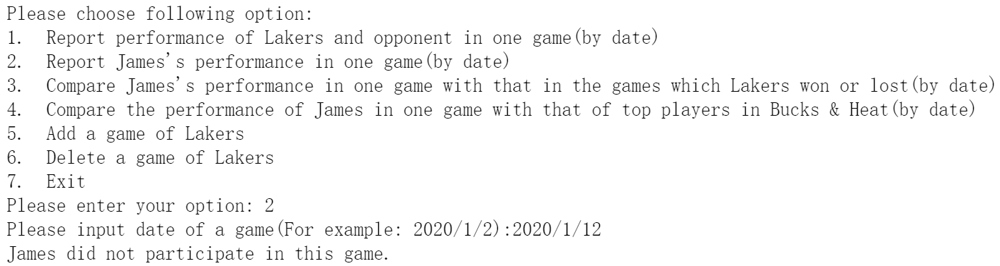 Please choose following option:
1. Report performance of Lakers and opponent in one game(by date)
2. Report James's performance in one game(by date)
3. Compare James's performance in one game with that in the games which Lakers won or lost(by date)
4. Compare the performance of James in one game with that of top players in Bucks & Heat(by date)
5. Add a game of Lakers
6. Delete a game of Lakers
7. Exit
Please enter your option: 2
Please input date of a game(For example: 2020/1/2):2020/1/12
James did not participate in this game.